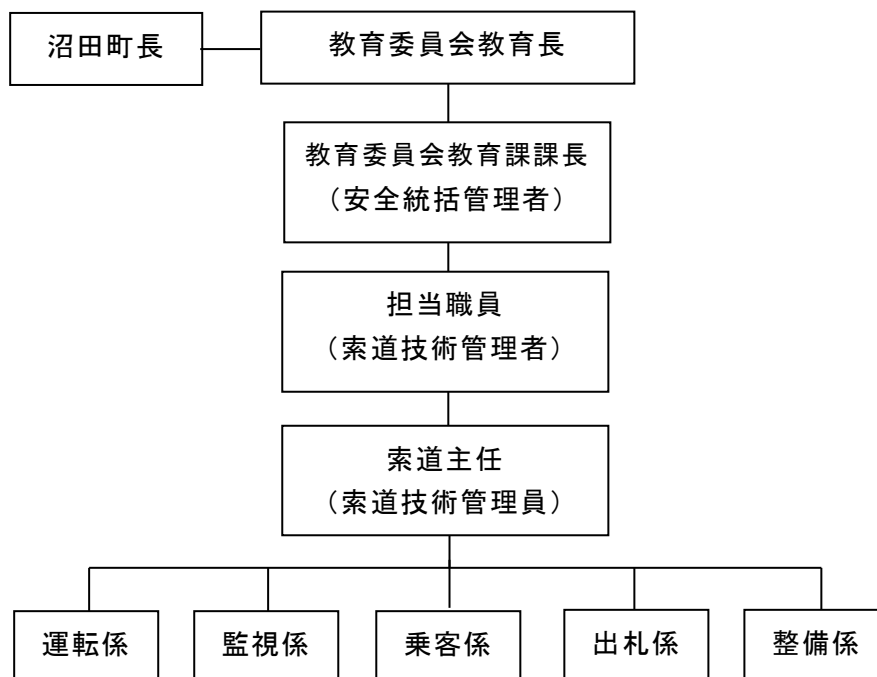 沼田町長
教育委員会教育長
教育委員会教育課課長
（安全統括管理者）
担当職員
（索道技術管理者）
索道主任
（索道技術管理員）
運転係
監視係
乗客係
出札係
整備係